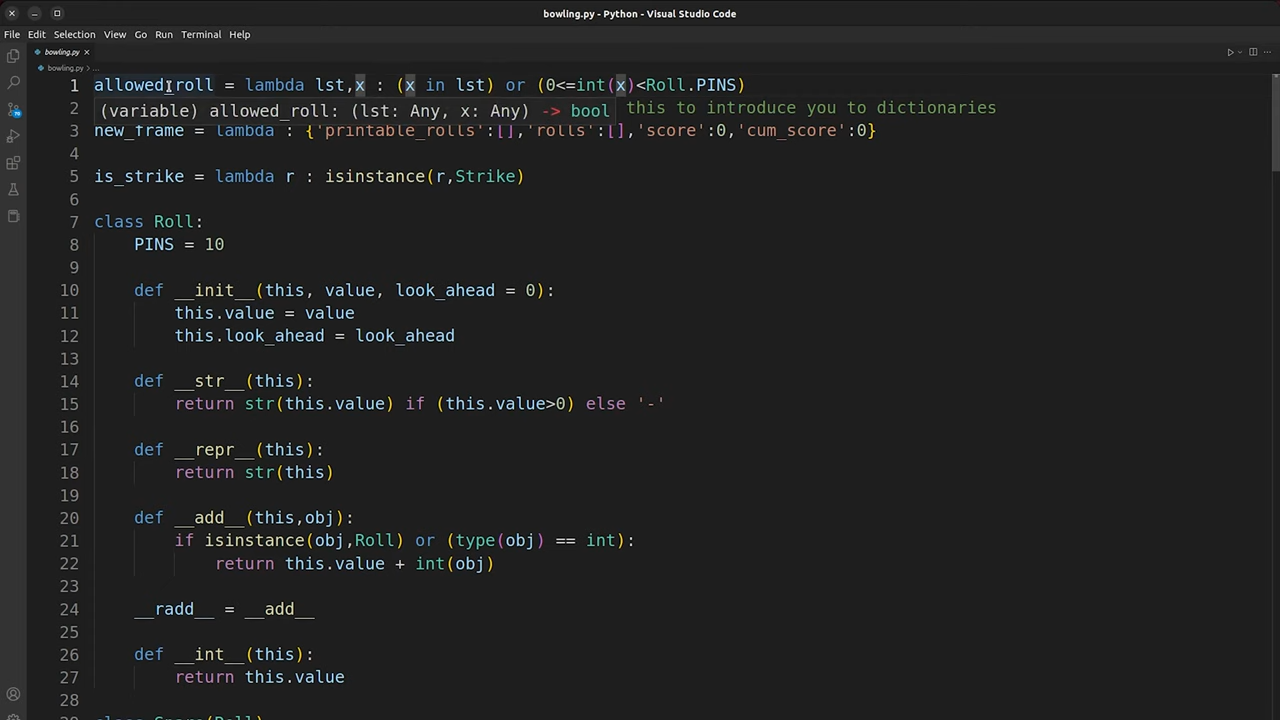 bowling.py - Python - Visual Studio Code
File Edit Selection View Go Run Terminal Help
bowling.py ×
bowling.py > ...
1 allowed_roll = lambda lst,x : (x in lst) or (0<=int(x)<Roll.PINS)
(variable) allowed_roll: (lst: Any, x: Any) -> bool
2 this to introduce you to dictionaries
3 new_frame = lambda : {'printable_rolls':[],'rolls':[],'score':0,'cum_score':0}
4
5 is_strike = lambda r : isinstance(r,Strike)
6
7 class Roll:
8 PINS = 10
9
10 def __init__(this, value, look_ahead = 0):
11 this.value = value
12 this.look_ahead = look_ahead
13
14 def __str__(this):
15 return str(this.value) if (this.value>0) else '-'
16
17 def __repr__(this):
18 return str(this)
19
20 def __add__(this,obj):
21 if isinstance(obj,Roll) or (type(obj) == int):
22 return this.value + int(obj)
23
24 __radd__ = __add__
25
26 def __int__(this):
27 return this.value
28